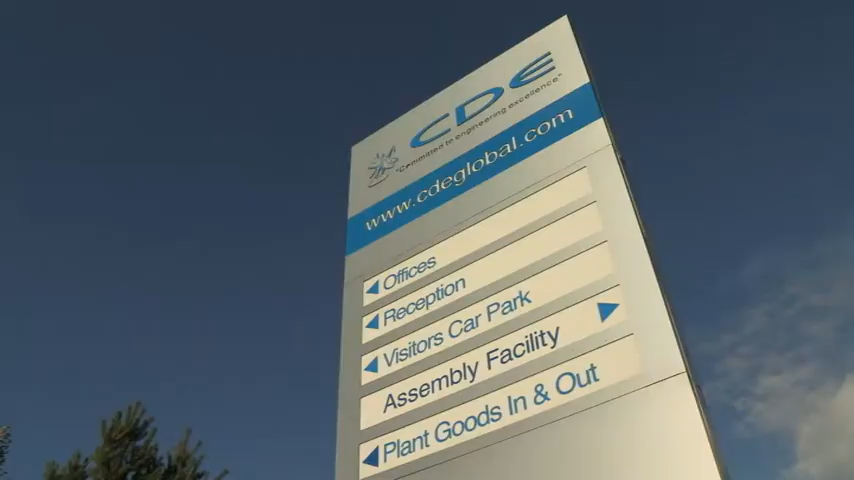 CDE
"Committed to engineering excellence"
www.cdeglobal.com
Offices
Reception
Visitors Car Park
Assembly Facility
Plant Goods In & Out